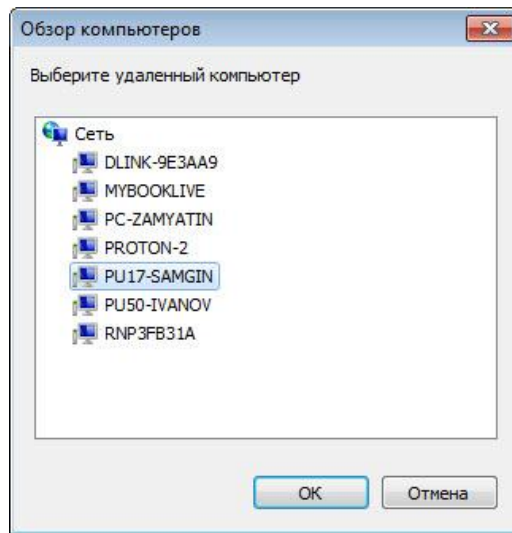 Обзор компьютеров
Выберите удаленный компьютер
Сеть
DLINK-9E3AA9
MYBOOKLIVE
PC-ZAMYATIN
PROTON-2
PU17-SAMGIN
PU50-IVANOV
RNP3FB31A
ОК
Отмена